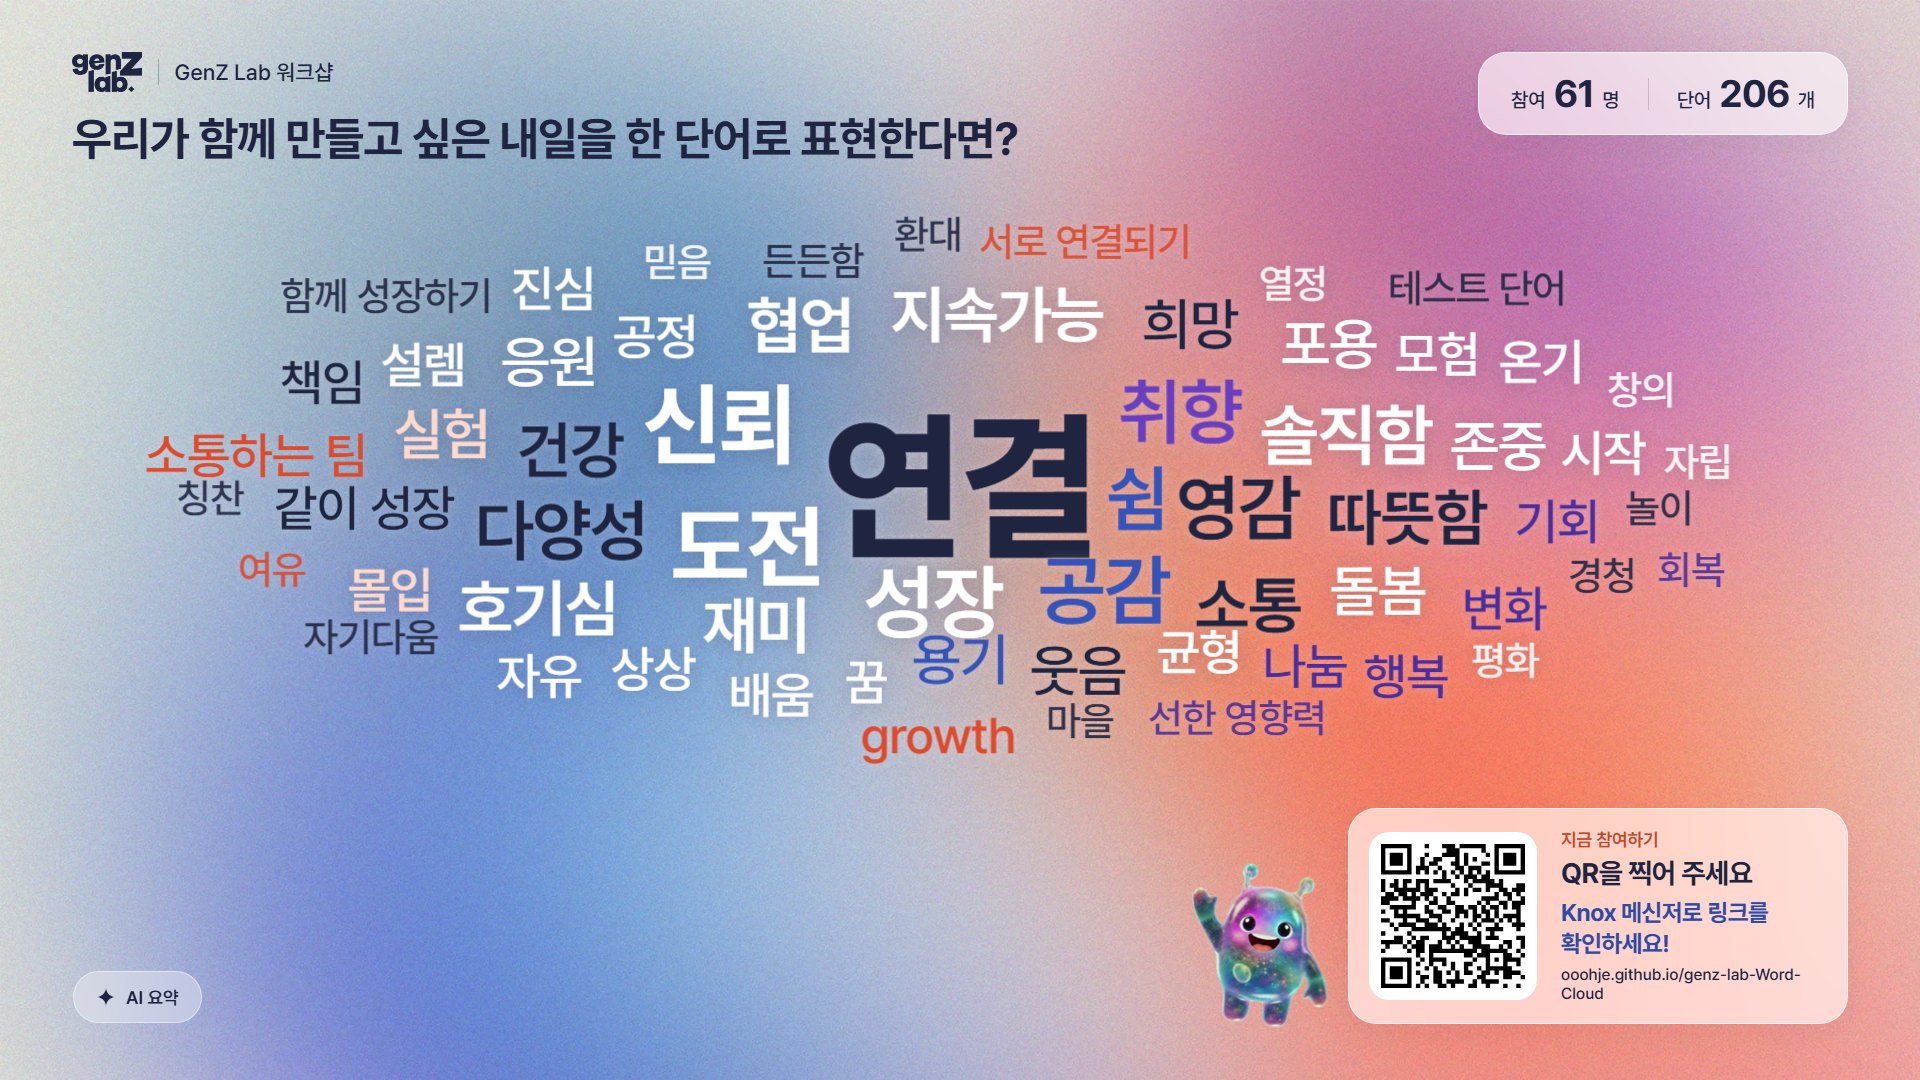 genZ lab.
GenZ Lab 워크샵
참여 61 명
단어 206 개
우리가 함께 만들고 싶은 내일을 한 단어로 표현한다면?
환대 서로 연결되기
믿음 든든함
함께 성장하기 진심 열정 테스트 단어
공정 협업 지속가능 희망
책임 설렘 응원 포용 모험 온기 창의
신뢰 연결 취향
소통하는 팀 실험 건강 솔직함 존중 시작 자립
칭찬 같이 성장 다양성 도전 쉼 영감 따뜻함 기회 놀이
여유 몰입 호기심 재미 성장 공감 소통 돌봄 변화 경청 회복
자기다움 자유 상상 배움 꿈 용기 웃음 균형 나눔 행복 평화
growth 마을 선한 영향력
지금 참여하기
QR을 찍어 주세요
Knox 메신저로 링크를
확인하세요!
ooohje.github.io/genz-lab-Word-
Cloud
AI 요약